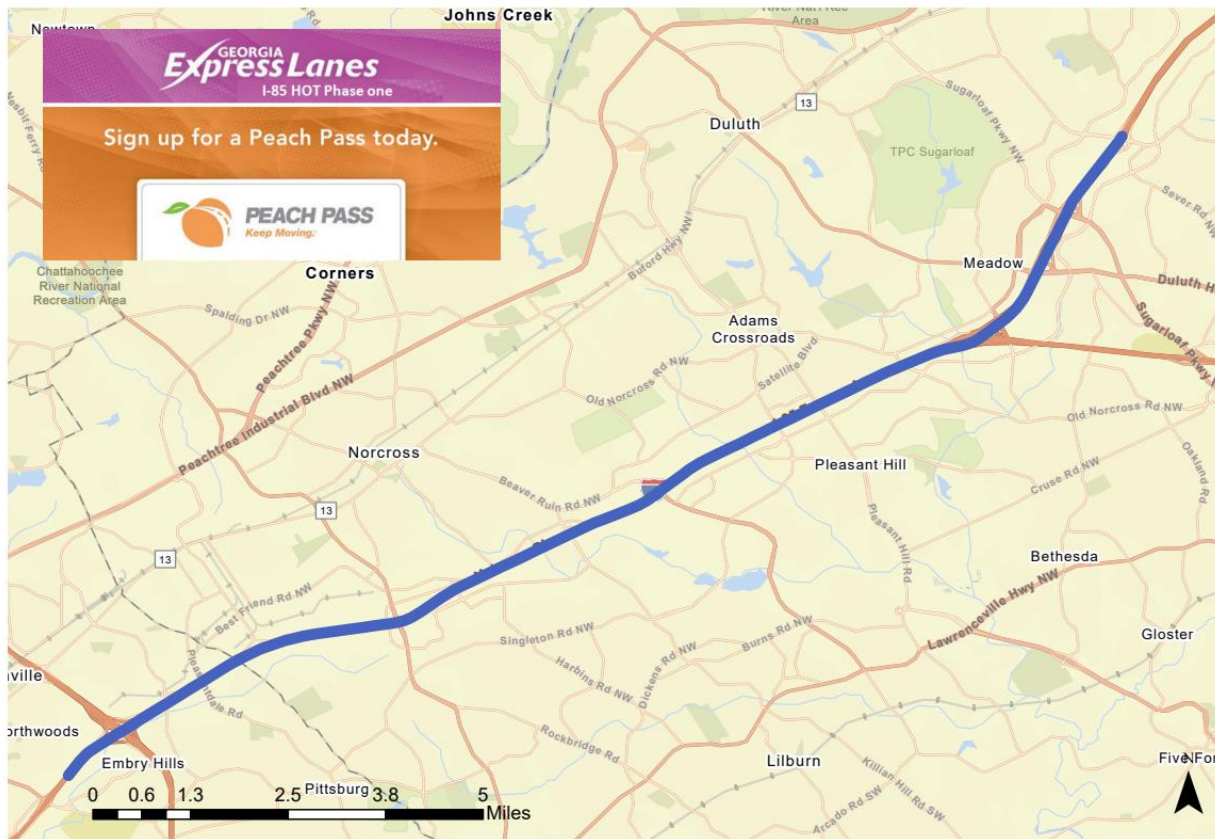 Johns Creek
Newtown
GEORGIA
Express Lanes
I-85 HOT Phase one
Sign up for a Peach Pass today.
PEACH PASS
Keep Moving.
13
Duluth
Sugarloaf Pkwy NW
TPC Sugarloaf
Sever Rd NW
Buford Hwy NW
Meadow
Duluth H
Chattahoochee
River National
Recreation Area
Corners
Spalding Dr NW
Peachtree Pkwy NW
Adams
Crossroads
Satellite Blvd
Sugarloaf Pkwy
Old Norcross Rd NW
Old Norcross Rd NW
Peachtree Industrial Blvd NW
Norcross
Pleasant Hill
Oakland Rd
Beaver Ruin Rd NW
Cruse Rd NW
13
Pleasant Hill Rd
13
Bethesda
Best Friend Rd NW
Lawrenceville Hwy NW
Singleton Rd NW
Burns Rd NW
Gloster
Harbins Rd NW
Dickens Rd NW
ville
Pleasantdale Rd
orthwoods
Rockbridge Rd
Embry Hills
Lilburn
Five For
N
Killian Hill Rd SW
Pittsburg
0 0.6 1.3 2.5 3.8 5
Miles
Arcado Rd SW